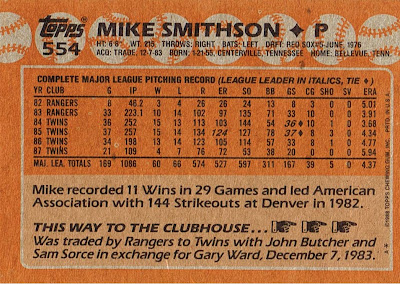 Topps
554
MIKE SMITHSON ✦ P
HT: 6'8" WT. 215 THROWS: RIGHT BATS: LEFT DRFT: RED SOX #5-JUNE, 1976
ACQ: TRADE, 12-7-83 BORN: 1-21-55, CENTERVILLE, TENNESSEE HOME: BELLEVUE, TENN.
COMPLETE MAJOR LEAGUE PITCHING RECORD (LEAGUE LEADER IN ITALICS, TIE ✦)
YR CLUB G IP W L R ER SO BB GS CG SHO SV ERA
82 RANGERS 8 46.2 3 4 26 26 24 13 8 3 0 0 5.01
83 RANGERS 33 223.1 10 14 102 97 135 71 33 10 0 0 3.91
84 TWINS 36 252 15 13 113 103 144 54 36✦ 10 1 0 3.68
85 TWINS 37 257 15 14 134 124 127 78 37✦ 8 3 0 4.34
86 TWINS 34 198 13 14 123 105 114 57 33 8 1 0 4.77
87 TWINS 21 109 4 7 76 72 53 38 20 0 0 0 5.94
MAJ. LEA. TOTALS 169 1086 60 66 574 527 597 311 167 39 5 0 4.37
Mike recorded 11 Wins in 29 Games and led American
Association with 144 Strikeouts at Denver in 1982.
THIS WAY TO THE CLUBHOUSE...
Was traded by Rangers to Twins with John Butcher and
Sam Sorce in exchange for Gary Ward, December 7, 1983.
©1988 TOPPS CHEWING GUM, INC. PRTD. IN U.S.A.
A✱